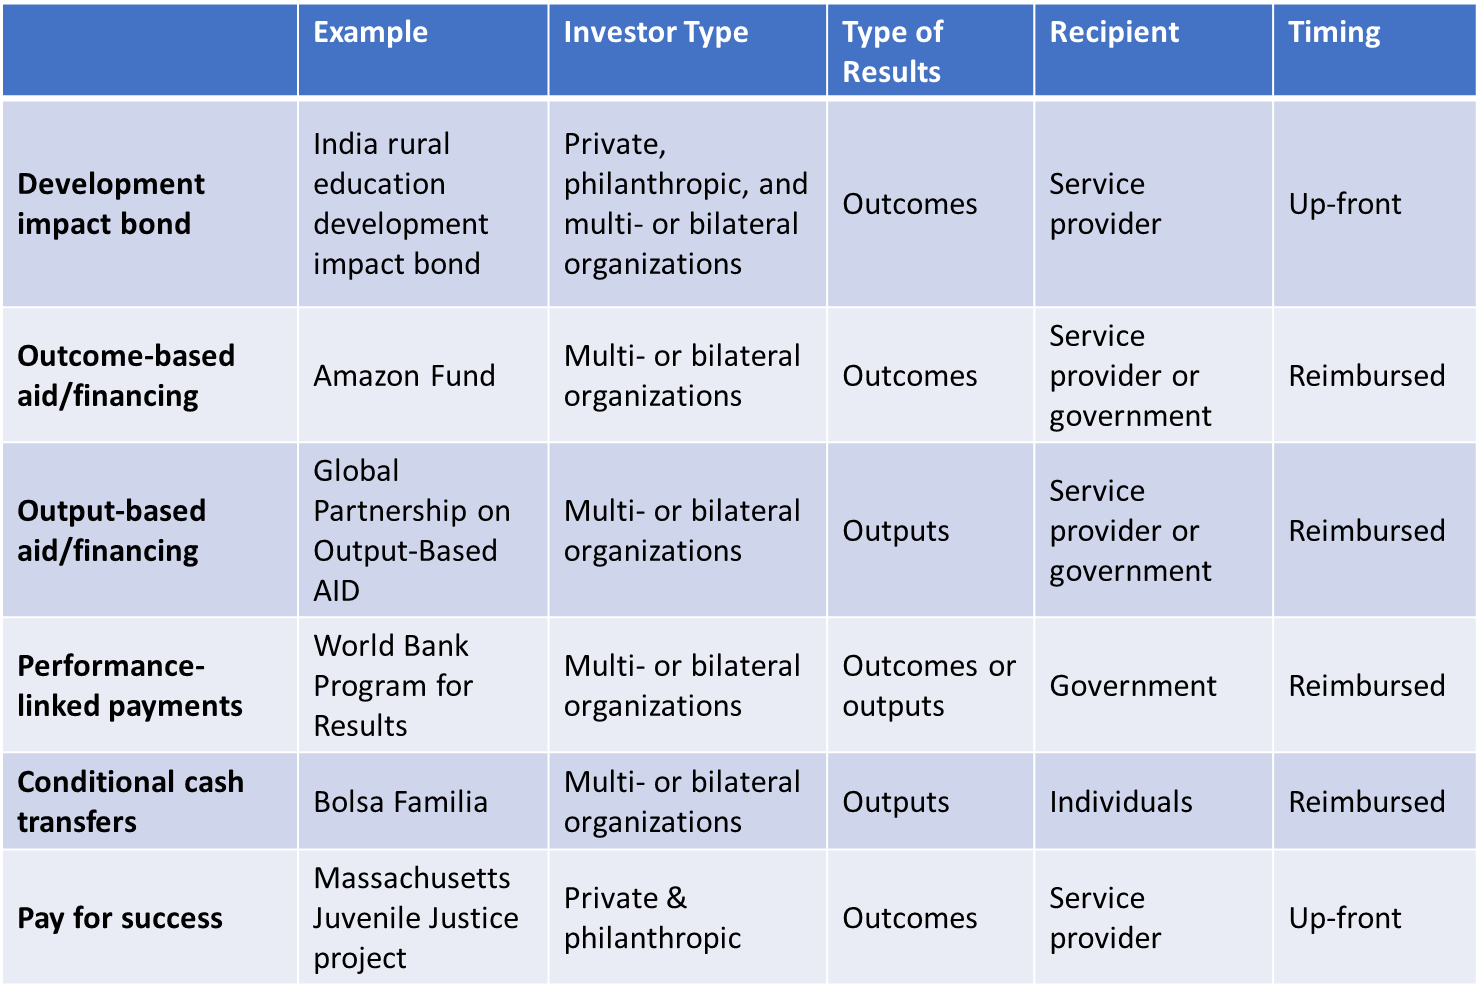 Example
Investor Type
Type of
Results
Recipient
Timing
Development
impact bond
India rural
education
development
impact bond
Private,
philanthropic, and
multi- or bilateral
organizations
Outcomes
Service
provider
Up-front
Outcome-based
aid/financing
Amazon Fund
Multi- or bilateral
organizations
Outcomes
Service
provider or
government
Reimbursed
Output-based
aid/financing
Global
Partnership on
Output-Based
AID
Multi- or bilateral
organizations
Outputs
Service
provider or
government
Reimbursed
Performance-
linked payments
World Bank
Program for
Results
Multi- or bilateral
organizations
Outcomes or
outputs
Government
Reimbursed
Conditional cash
transfers
Bolsa Familia
Multi- or bilateral
organizations
Outputs
Individuals
Reimbursed
Pay for success
Massachusetts
Juvenile Justice
project
Private &
philanthropic
Outcomes
Service
provider
Up-front